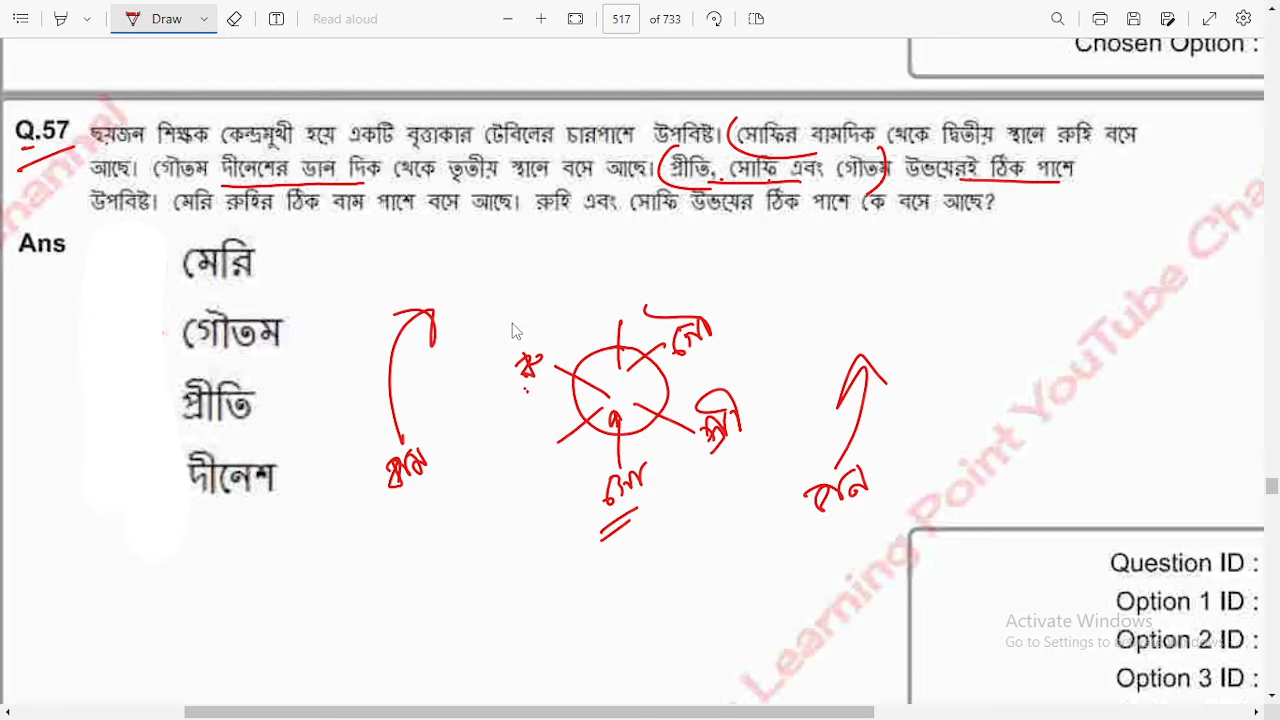 Draw
Read aloud
517 of 733
Chosen Option :
Q.57 ছয়জন শিক্ষক কেন্দ্রমুখী হয়ে একটি বৃত্তাকার টেবিলের চারপাশে উপবিষ্ট। সোফির বামদিক থেকে দ্বিতীয় স্থানে রুহি বসে
আছে। গৌতম দীনেশের ডান দিক থেকে তৃতীয় স্থানে বসে আছে। প্রীতি, সোফি এবং গৌতম উভয়েরই ঠিক পাশে
উপবিষ্ট। মেরি রুহির ঠিক বাম পাশে বসে আছে। রুহি এবং সোফি উভয়ের ঠিক পাশে কে বসে আছে?
Ans
মেরি
গৌতম
প্রীতি
দীনেশ
রু
গৌ
প্রী
সো
বাম
ডান
Question ID :
Option 1 ID :
Option 2 ID :
Option 3 ID :
Activate Windows
Go to Settings to activate Windows.
Learning Point YouTube Cha
hannel